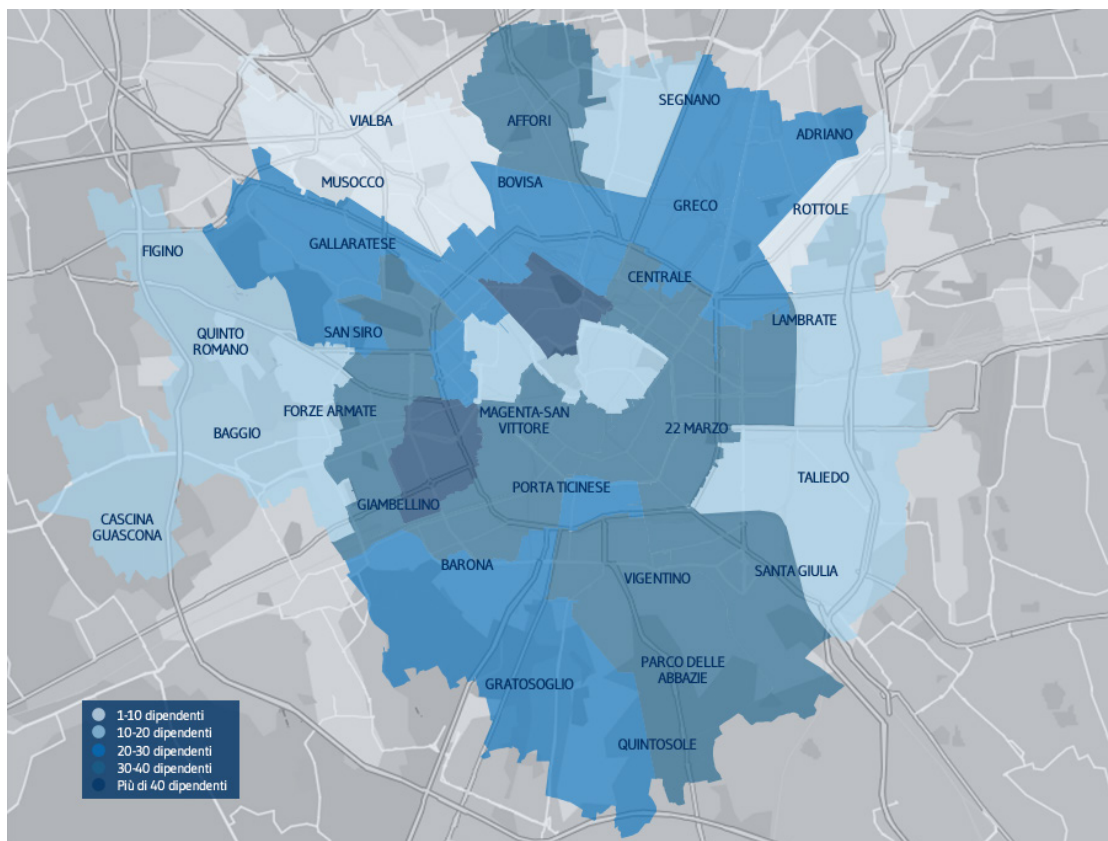 SEGNANO
VIALBA
AFFORI
ADRIANO
MUSOCCO
BOVISA
GRECO
ROTTOLE
FIGINO
GALLARATESE
CENTRALE
LAMBRATE
QUINTO
ROMANO
SAN SIRO
FORZE ARMATE
MAGENTA-SAN
VITTORE
22 MARZO
BAGGIO
TALIEDO
PORTA TICINESE
GIAMBELLINO
CASCINA
GUASCONA
BARONA
VIGENTINO
SANTA GIULIA
PARCO DELLE
ABBAZIE
GRATOSOGLIO
QUINTOSOLE
1-10 dipendenti
10-20 dipendenti
20-30 dipendenti
30-40 dipendenti
Più di 40 dipendenti